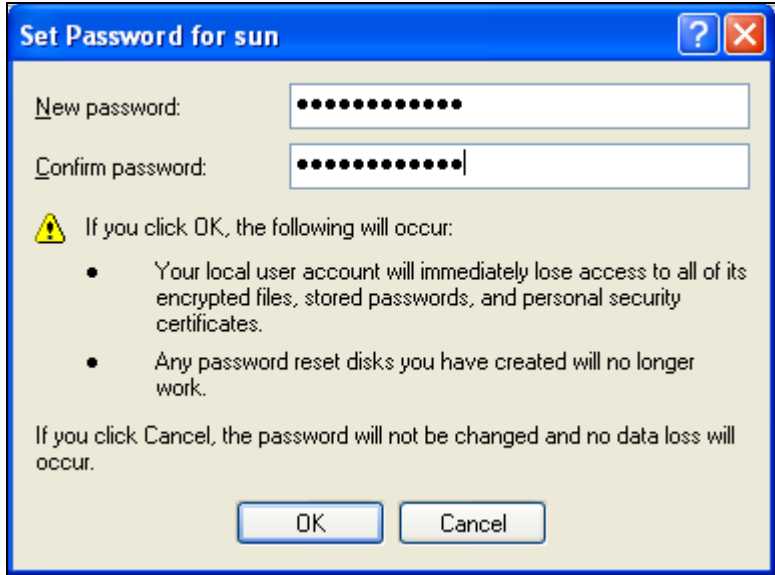 Set Password for sun
New password:
●●●●●●●●●●●●
Confirm password:
●●●●●●●●●●●●
If you click OK, the following will occur:
● Your local user account will immediately lose access to all of its
encrypted files, stored passwords, and personal security
certificates.
● Any password reset disks you have created will no longer
work.
If you click Cancel, the password will not be changed and no data loss will
occur.
OK
Cancel